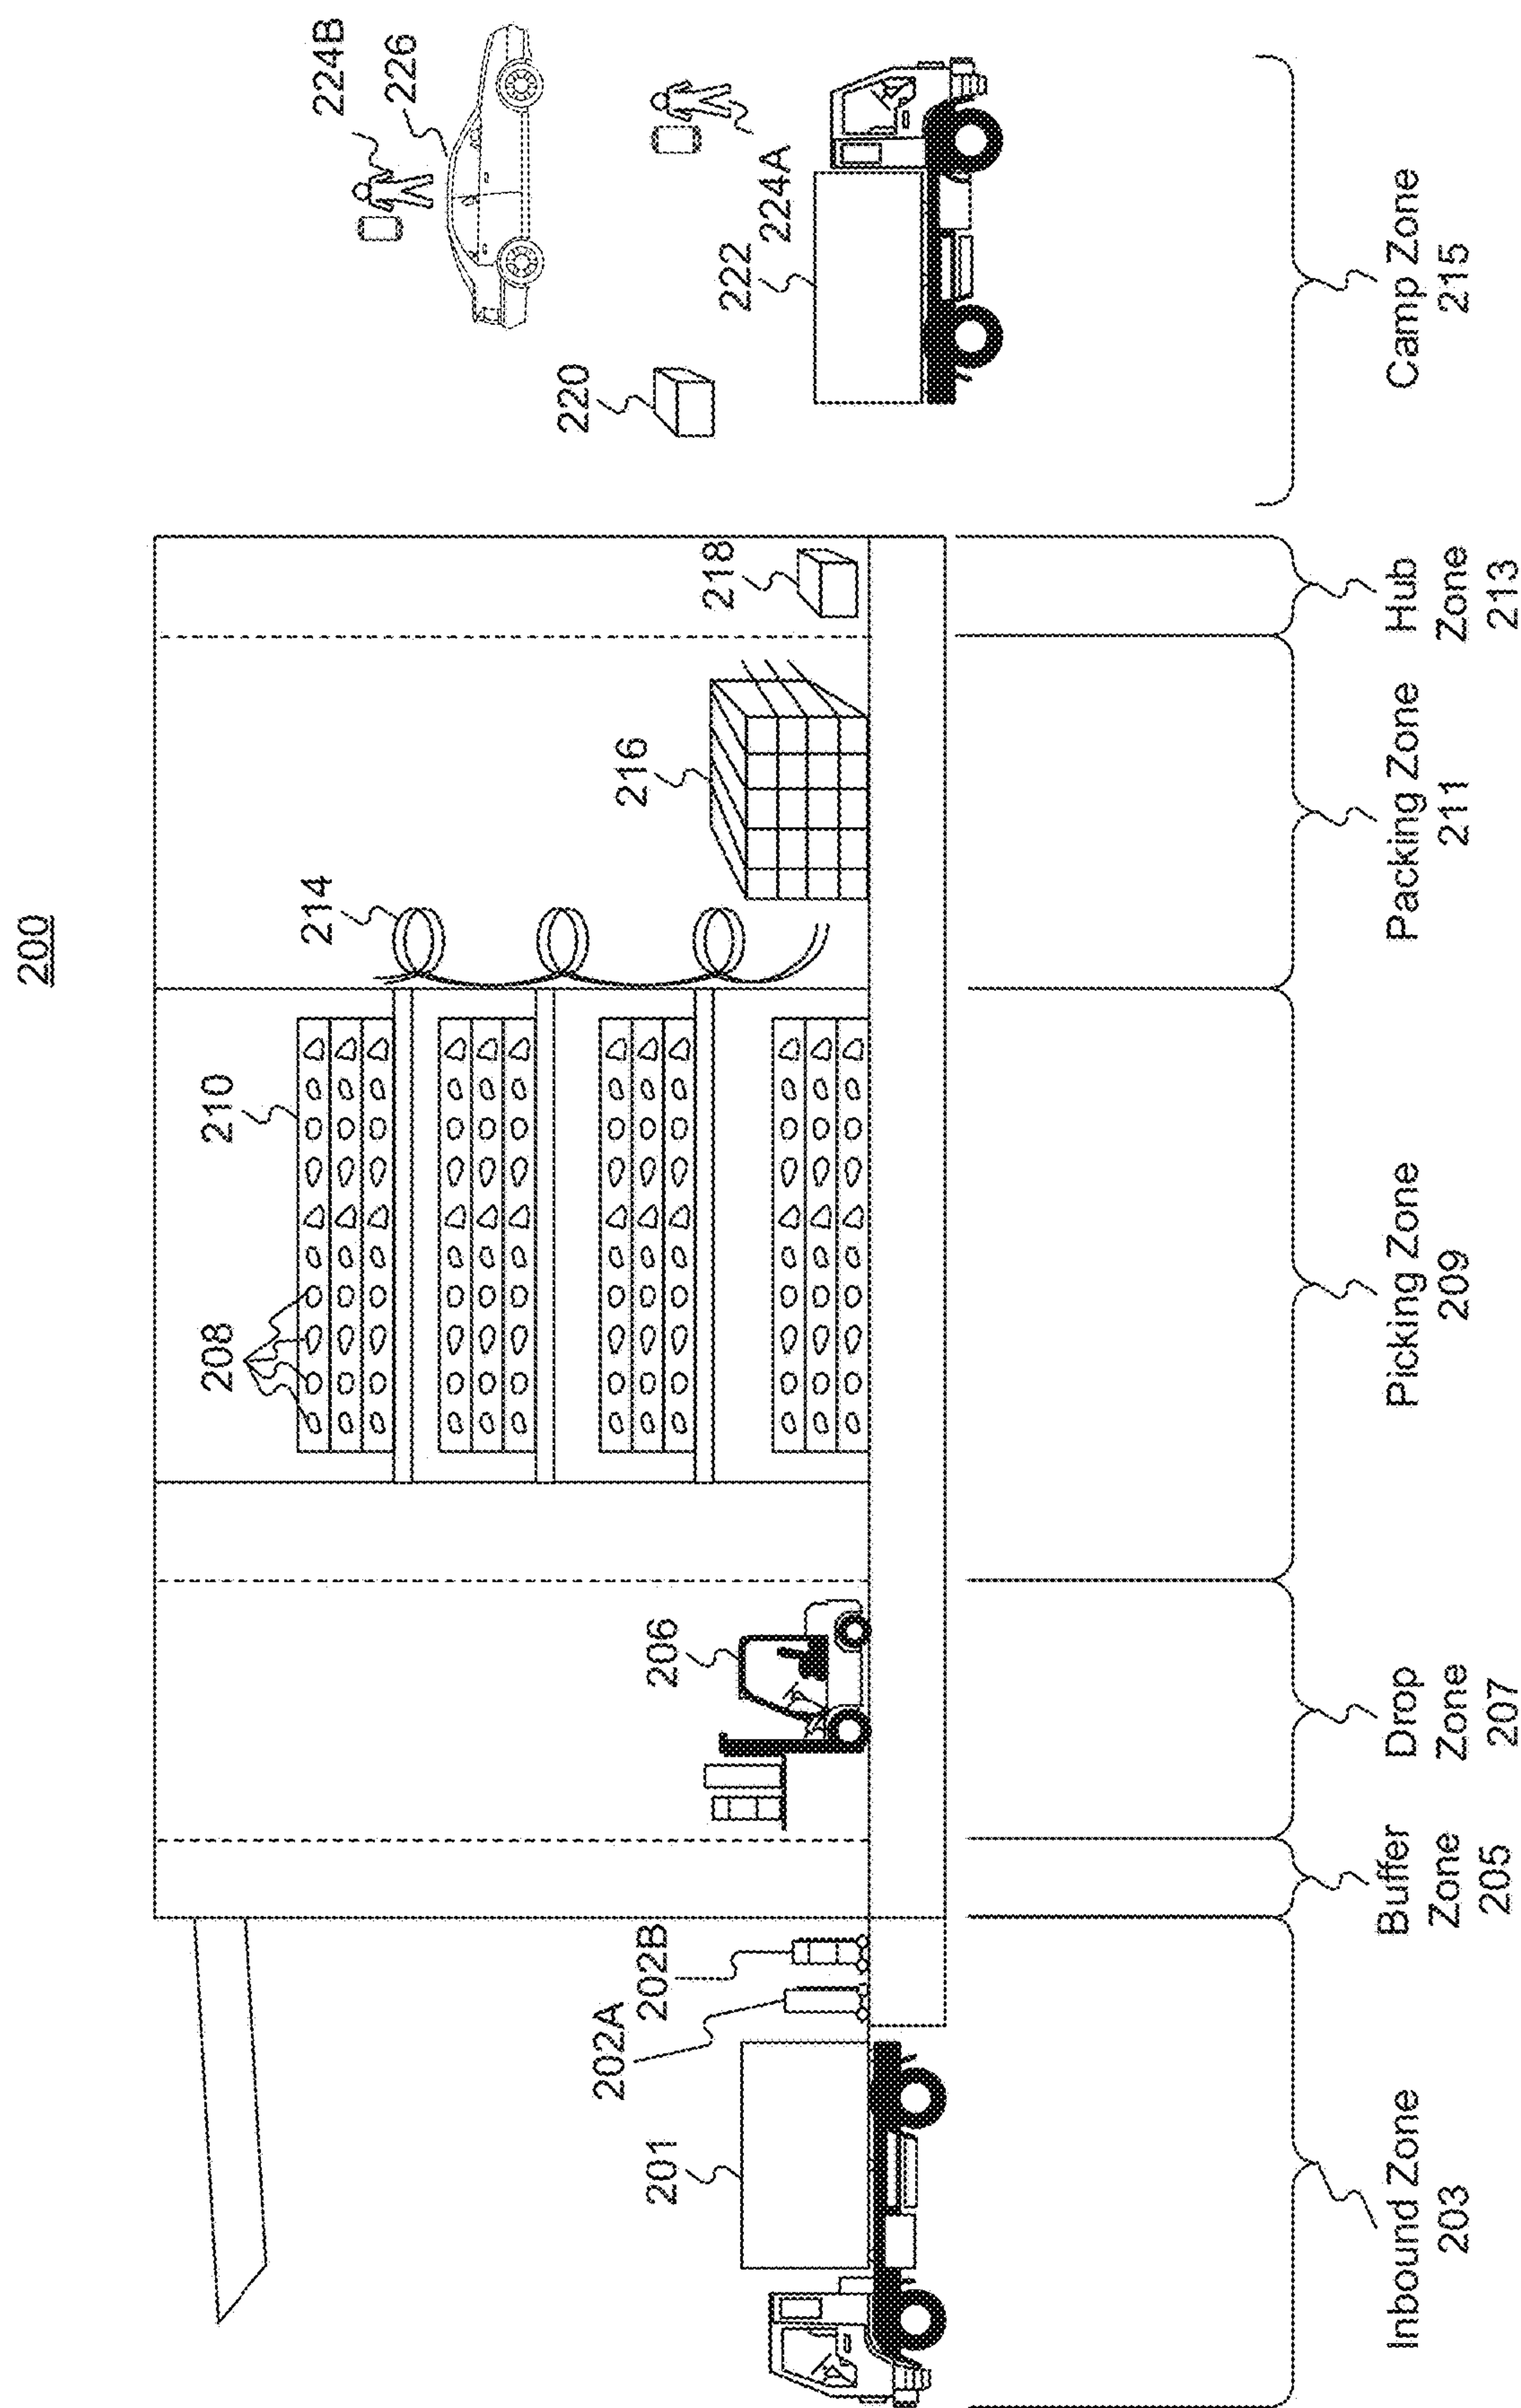 200
201
202A
202B
206
208
210
214
216
218
220
222
224A
224B
226
Inbound Zone
203
Buffer
Zone
205
Drop
Zone
207
Picking Zone
209
Packing Zone
211
Hub
Zone
213
Camp Zone
215